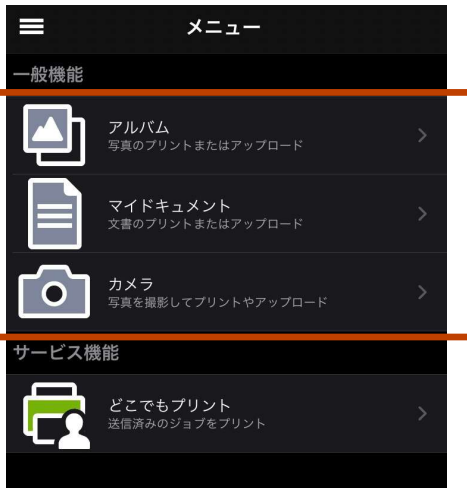 メニュー
一般機能
アルバム
写真のプリントまたはアップロード
マイドキュメント
文書のプリントまたはアップロード
カメラ
写真を撮影してプリントやアップロード
サービス機能
どこでもプリント
送信済みのジョブをプリント